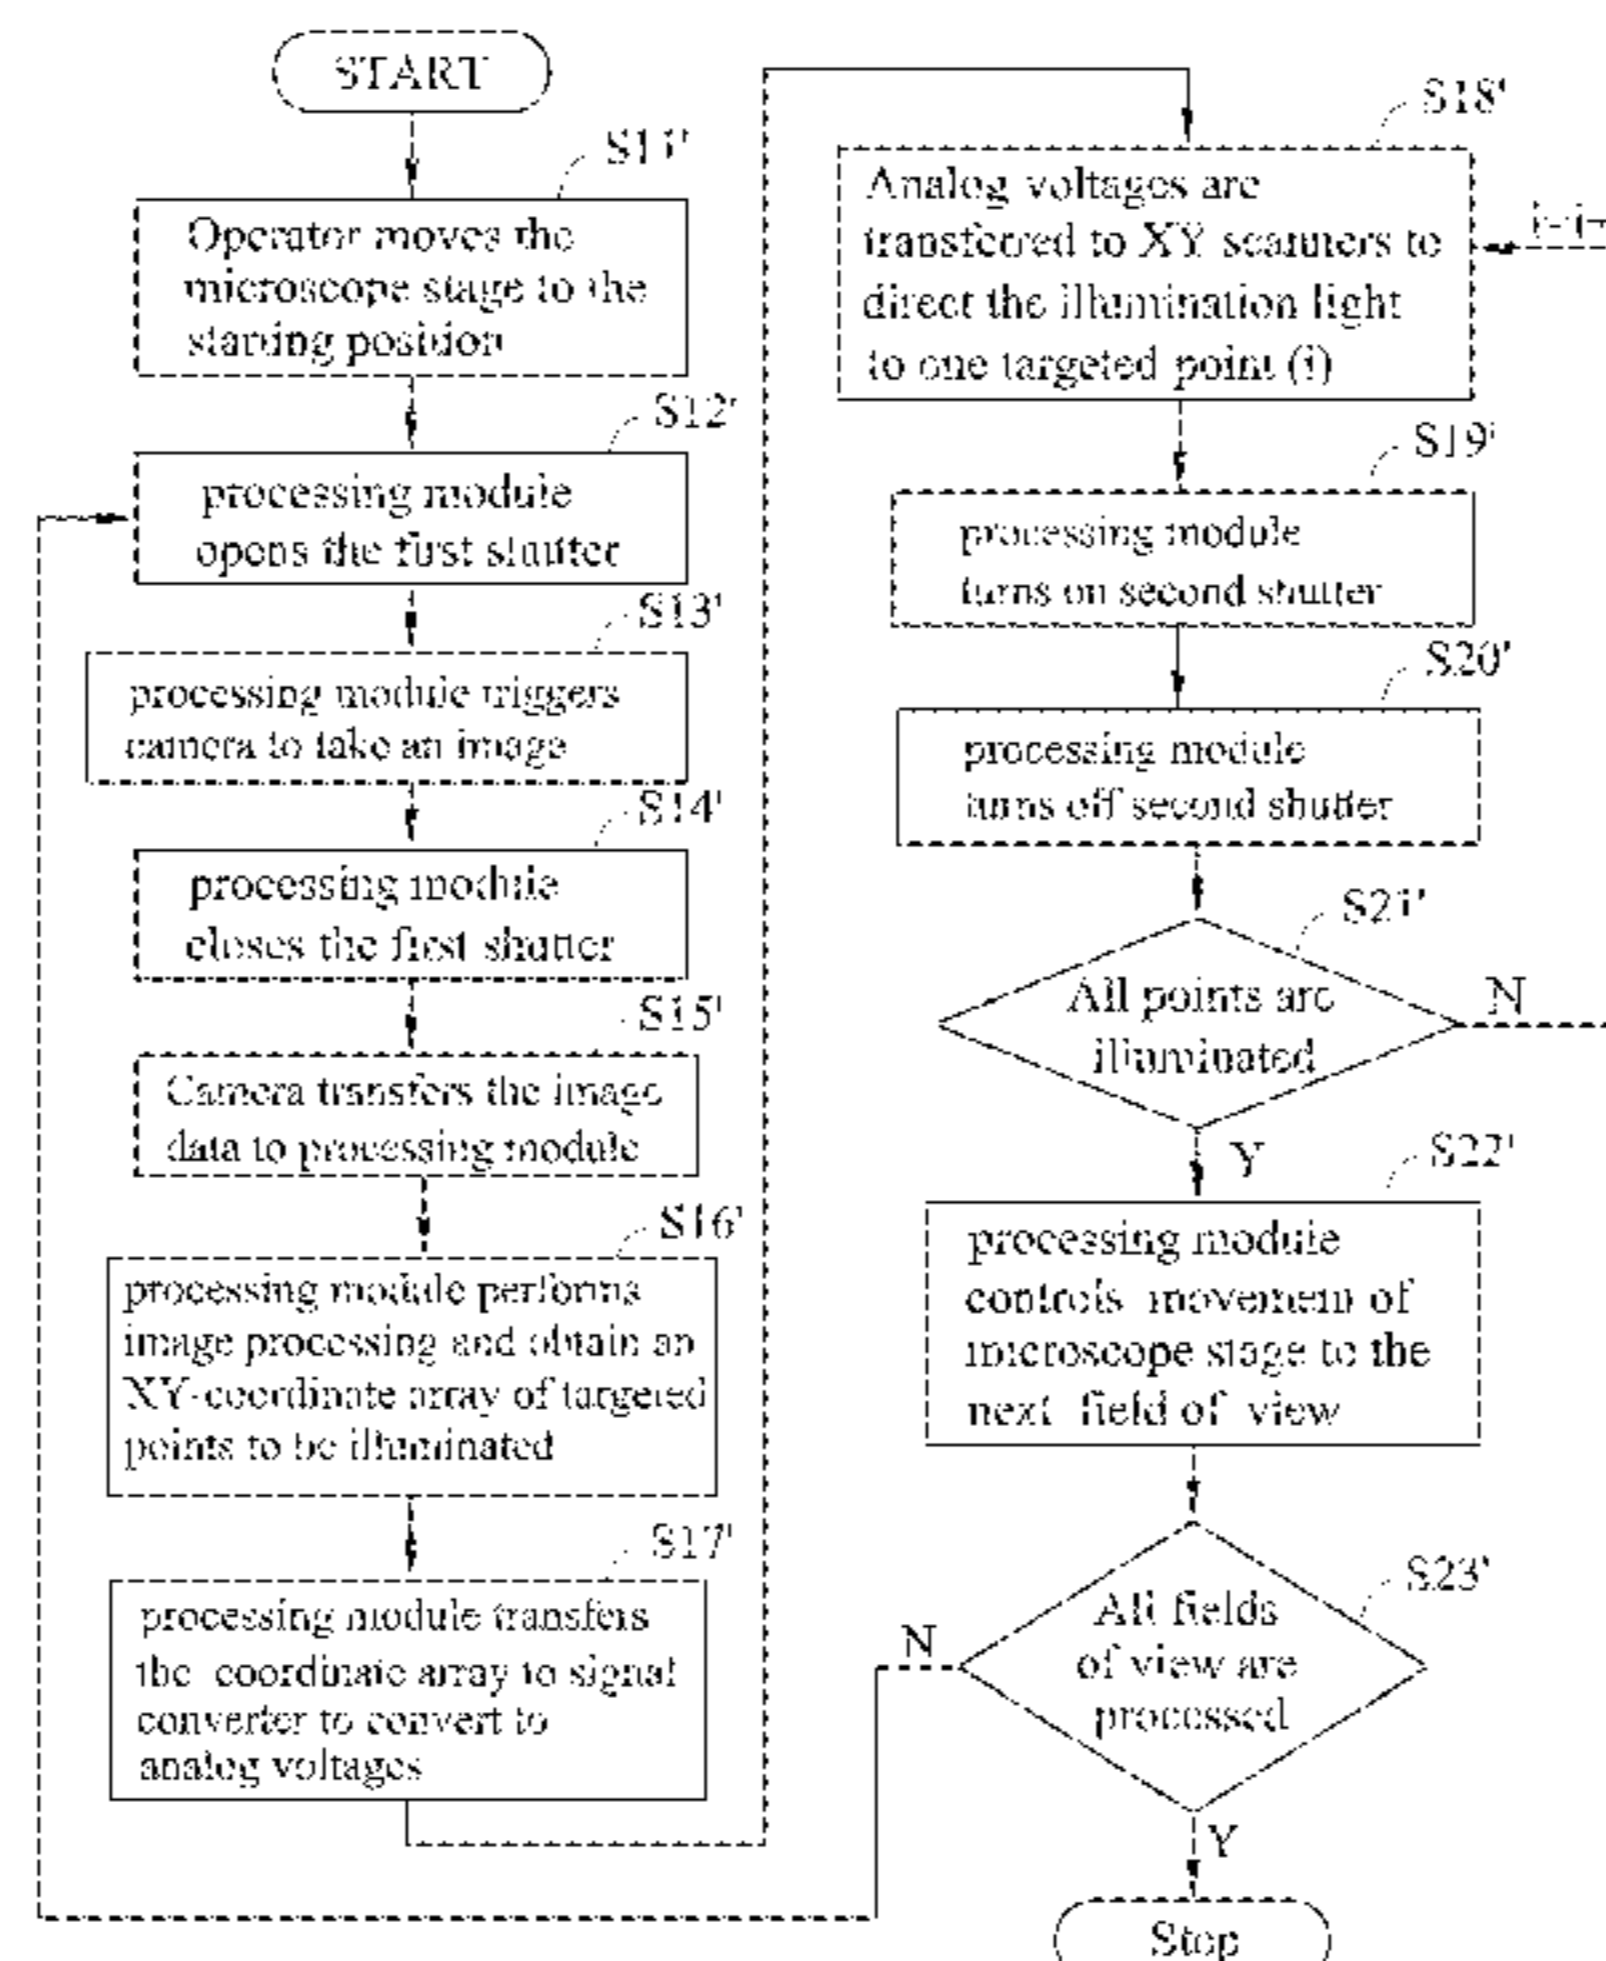 START
S11'
Operator moves the
microscope stage to the
starting position
S12'
processing module
opens the first shutter
S13'
processing module triggers
camera to take an image
S14'
processing module
closes the first shutter
S15'
Camera transfers the image
data to processing module
S16'
processing module performs
image processing and obtain an
XY-coordinate array of targeted
points to be illuminated
S17'
processing module transfers
the coordinate array to signal
converter to convert to
analog voltages
S18'
Analog voltages are
transferred to XY scanners to
direct the illumination light
to one targeted point (i)
S19'
processing module
turns on second shutter
S20'
processing module
turns off second shutter
S21'
All points are
illuminated
N
Y
S22'
processing module
controls movement of
microscope stage to the
next field of view
S23'
All fields
of view are
processed
N
Y
Stop